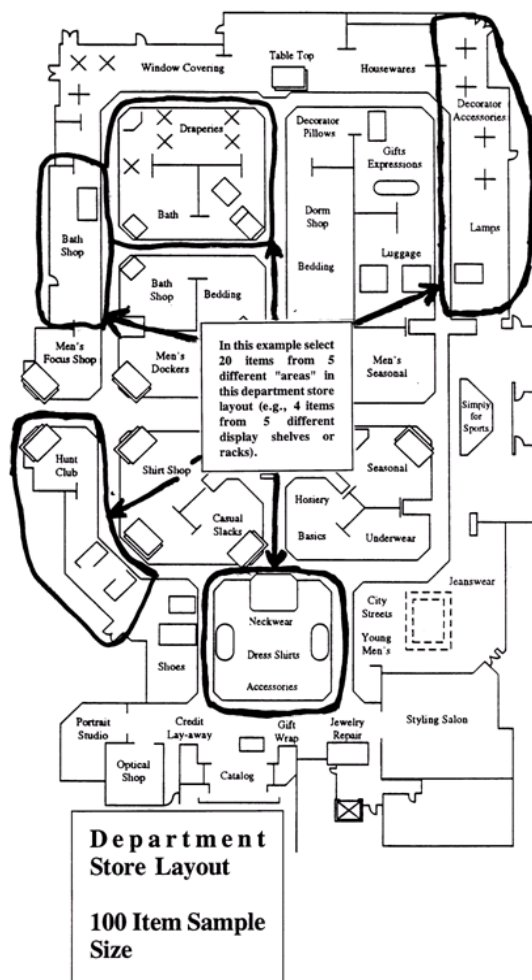 Table Top
Window Covering
Housewares
Decorator
Accessories
Draperies
Decorator
Pillows
Gifts
Expressions
Bath
Dorm
Shop
Lamps
Bath
Shop
Luggage
Bedding
Bath
Shop
Bedding
Men's
Focus Shop
Men's
Dockers
In this example select
20 items from 5
different "areas" in
this department store
layout (e.g., 4 items
from 5 different
display shelves or
racks).
Men's
Seasonal
Simply
for
Sports
Hunt
Club
Shirt Shop
Seasonal
Casual
Slacks
Hosiery
Basics
Underwear
Jeanswear
City
Streets
Young
Men's
Neckwear
Dress Shirts
Accessories
Shoes
Portrait
Studio
Credit
Lay-away
Gift
Wrap
Jewelry
Repair
Styling Salon
Optical
Shop
Catalog
Department
Store Layout
100 Item Sample
Size